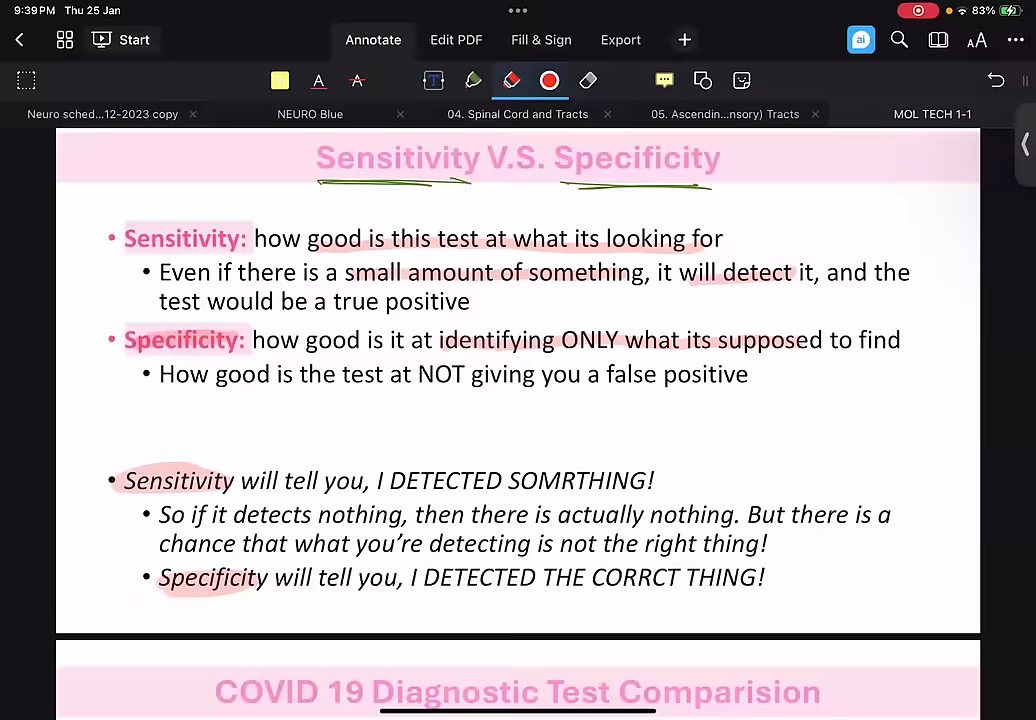 9:39 PM Thu 25 Jan
83%
Start
Annotate
Edit PDF
Fill & Sign
Export
ai
AA
A
A
T
Neuro sched...12-2023 copy
NEURO Blue
04. Spinal Cord and Tracts
05. Ascendin...nsory) Tracts
MOL TECH 1-1
Sensitivity V.S. Specificity
• Sensitivity: how good is this test at what its looking for
• Even if there is a small amount of something, it will detect it, and the
test would be a true positive
• Specificity: how good is it at identifying ONLY what its supposed to find
• How good is the test at NOT giving you a false positive
• Sensitivity will tell you, I DETECTED SOMRTHING!
• So if it detects nothing, then there is actually nothing. But there is a
chance that what you're detecting is not the right thing!
• Specificity will tell you, I DETECTED THE CORRCT THING!
COVID 19 Diagnostic Test Comparision